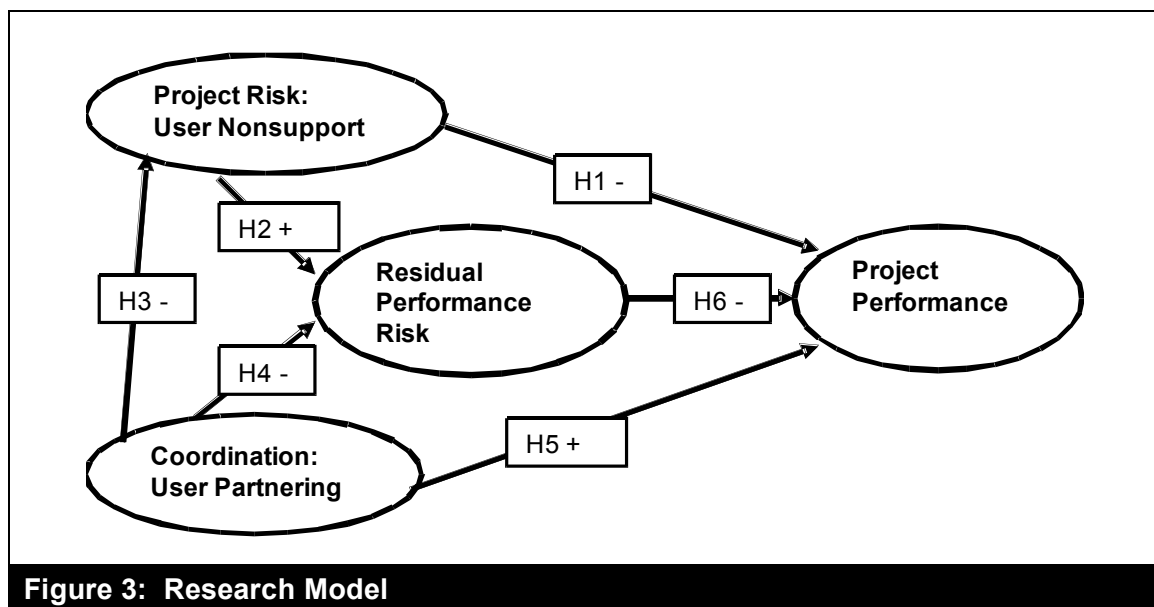 Project Risk:
User Nonsupport
H1 -
H2 +
Residual
Performance
Risk
Project
Performance
H3 -
H6 -
H4 -
H5 +
Coordination:
User Partnering
Figure 3: Research Model